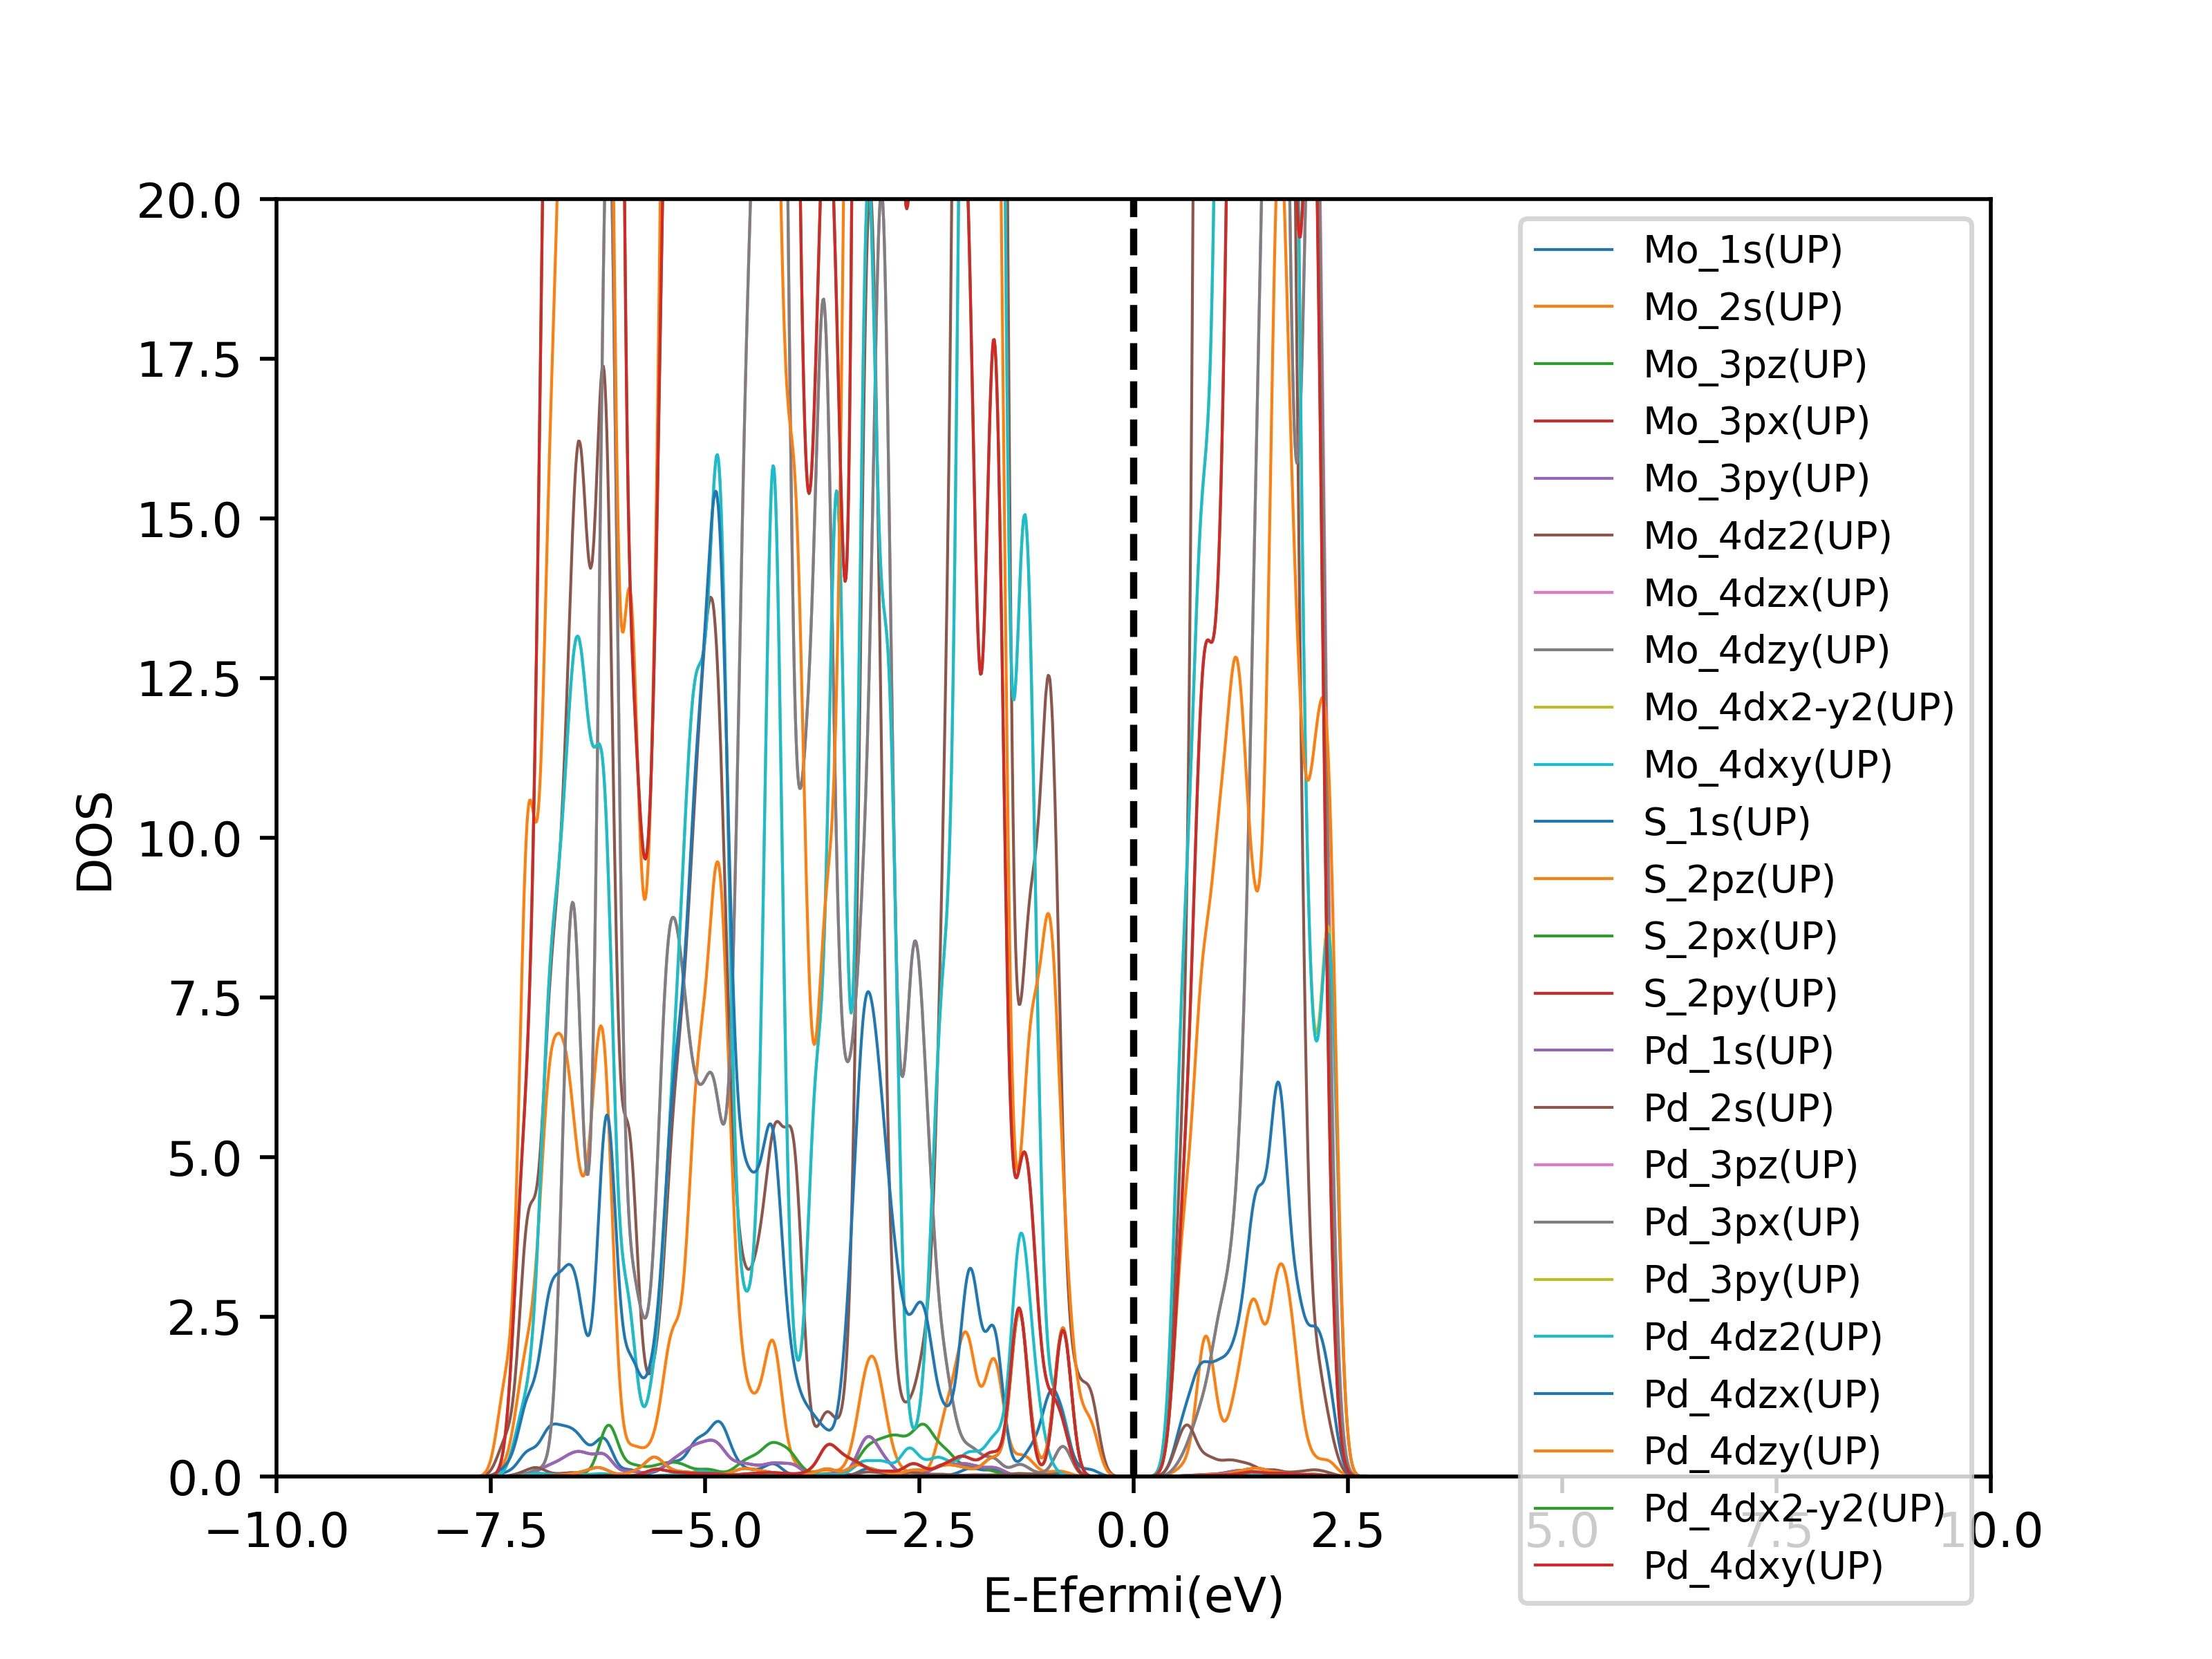 20.0
17.5
15.0
12.5
10.0
7.5
5.0
2.5
0.0
DOS
−10.0 −7.5 −5.0 −2.5 0.0 2.5 5.0 7.5 10.0
E-Efermi(eV)
Mo_1s(UP)
Mo_2s(UP)
Mo_3pz(UP)
Mo_3px(UP)
Mo_3py(UP)
Mo_4dz2(UP)
Mo_4dzx(UP)
Mo_4dzy(UP)
Mo_4dx2-y2(UP)
Mo_4dxy(UP)
S_1s(UP)
S_2pz(UP)
S_2px(UP)
S_2py(UP)
Pd_1s(UP)
Pd_2s(UP)
Pd_3pz(UP)
Pd_3px(UP)
Pd_3py(UP)
Pd_4dz2(UP)
Pd_4dzx(UP)
Pd_4dzy(UP)
Pd_4dx2-y2(UP)
Pd_4dxy(UP)